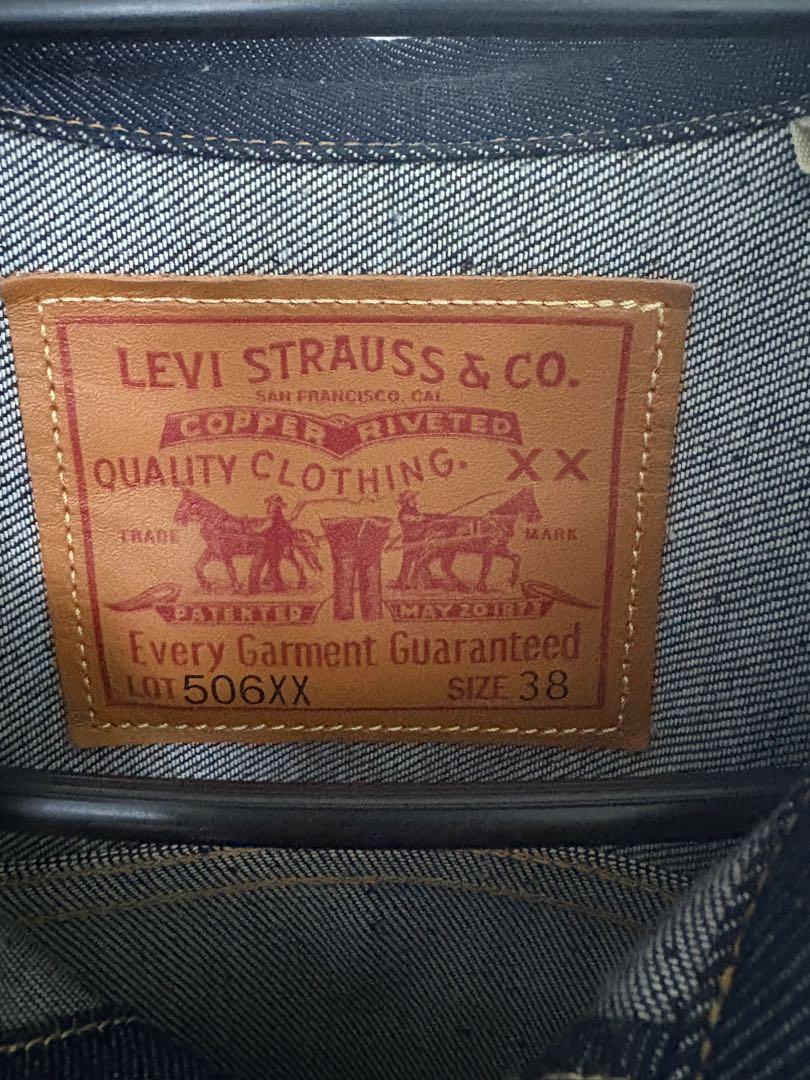 LEVI STRAUSS & CO.
SAN FRANCISCO, CAL
COPPER RIVETED
QUALITY CLOTHING. XX
TRADE MARK
PATENTED MAY 20 1873
Every Garment Guaranteed
LOT 506XX SIZE 38